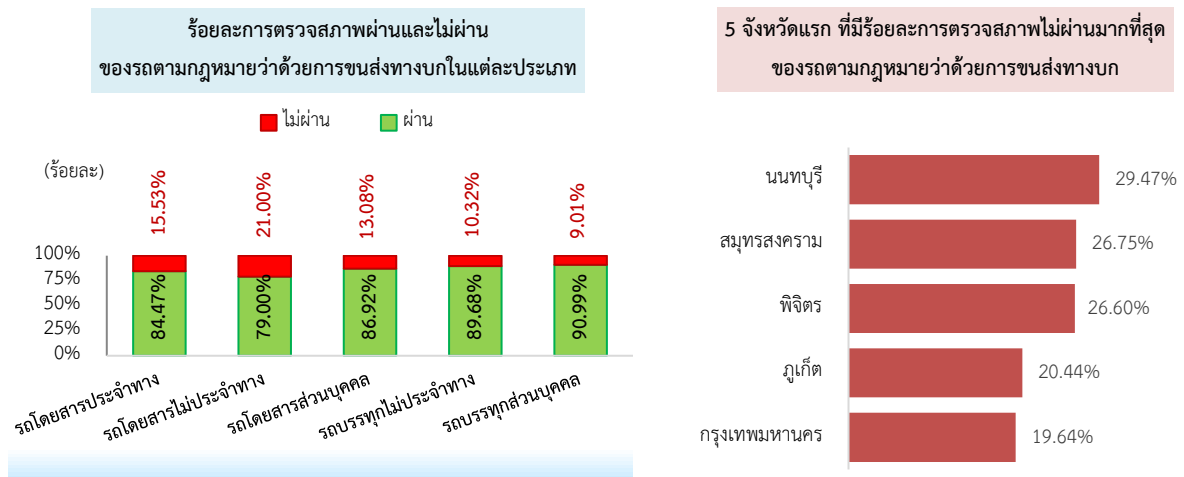 ร้อยละการตรวจสภาพผ่านและไม่ผ่าน
ของรถตามกฎหมายว่าด้วยการขนส่งทางบกในแต่ละประเภท
ไม่ผ่าน
ผ่าน
(ร้อยละ)
15.53%
21.00%
13.08%
10.32%
9.01%
100%
75%
50%
25%
0%
84.47%
79.00%
86.92%
89.68%
90.99%
รถโดยสารประจำทาง
รถโดยสารไม่ประจำทาง
รถโดยสารส่วนบุคคล
รถบรรทุกไม่ประจำทาง
รถบรรทุกส่วนบุคคล
5 จังหวัดแรก ที่มีร้อยละการตรวจสภาพไม่ผ่านมากที่สุด
ของรถตามกฎหมายว่าด้วยการขนส่งทางบก
นนทบุรี 29.47%
สมุทรสงคราม 26.75%
พิจิตร 26.60%
ภูเก็ต 20.44%
กรุงเทพมหานคร 19.64%